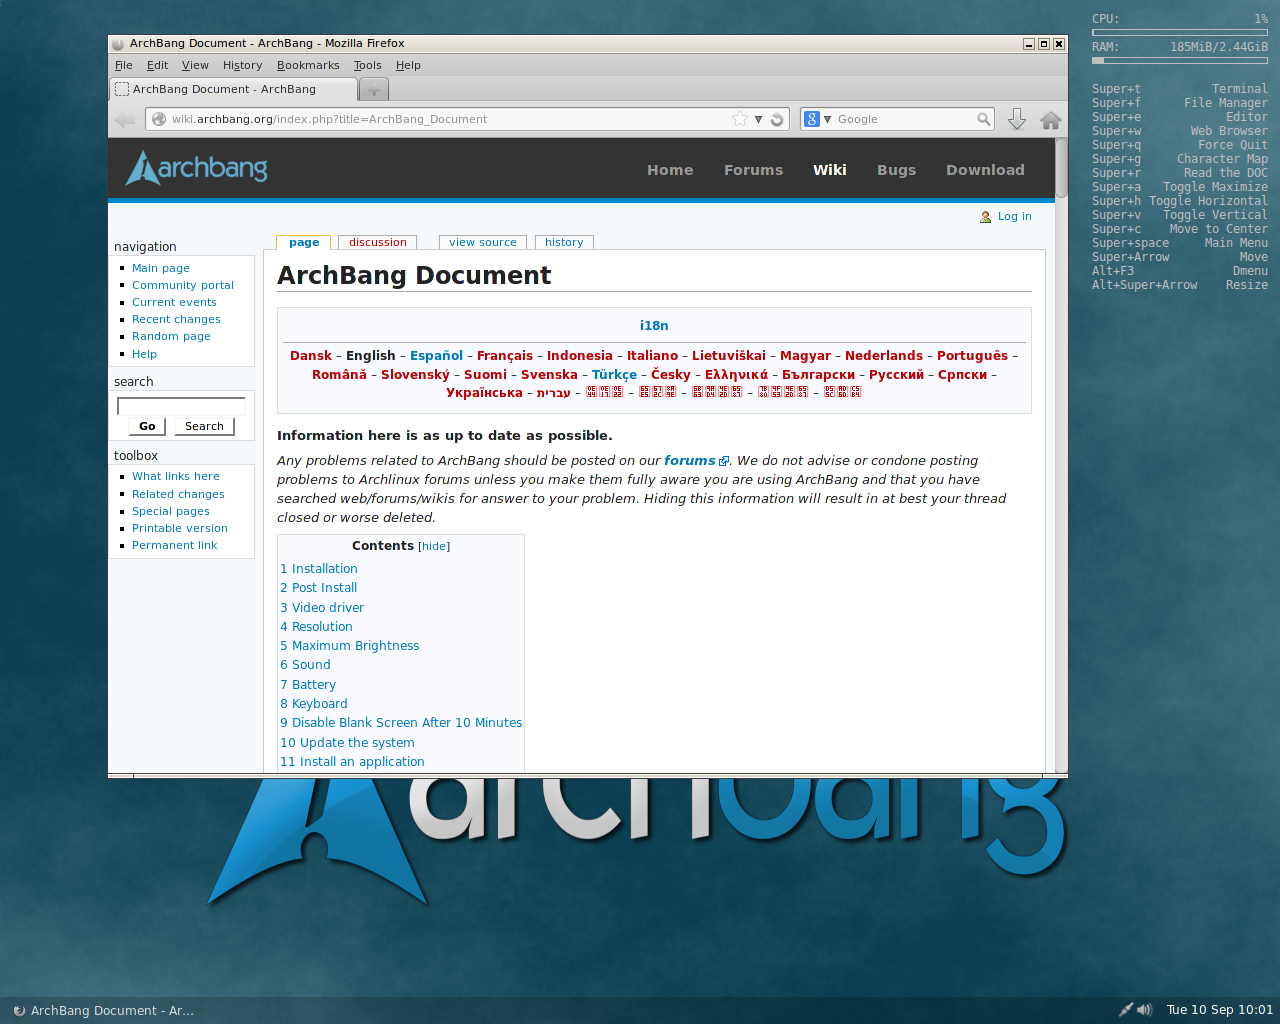 ArchBang Document - ArchBang - Mozilla Firefox
File Edit View History Bookmarks Tools Help
ArchBang Document - ArchBang
wiki.archbang.org/index.php?title=ArchBang_Document
Google
archbang
Home Forums Wiki Bugs Download
Log in
page discussion view source history
navigation
Main page
Community portal
Current events
Recent changes
Random page
Help
search
Go Search
toolbox
What links here
Related changes
Special pages
Printable version
Permanent link
ArchBang Document
i18n
Dansk – English – Español – Français – Indonesia – Italiano – Lietuviškai – Magyar – Nederlands – Português –
Română – Slovenský – Suomi – Svenska – Türkçe – Česky – Ελληνικά – Български – Русский – Српски –
Українська – עברית –
Information here is as up to date as possible.
Any problems related to ArchBang should be posted on our forums. We do not advise or condone posting
problems to Archlinux forums unless you make them fully aware you are using ArchBang and that you have
searched web/forums/wikis for answer to your problem. Hiding this information will result in at best your thread
closed or worse deleted.
Contents [hide]
1 Installation
2 Post Install
3 Video driver
4 Resolution
5 Maximum Brightness
6 Sound
7 Battery
8 Keyboard
9 Disable Blank Screen After 10 Minutes
10 Update the system
11 Install an application
CPU: 1%
RAM: 185MiB/2.44GiB
Super+t Terminal
Super+f File Manager
Super+e Editor
Super+w Web Browser
Super+q Force Quit
Super+g Character Map
Super+r Read the DOC
Super+a Toggle Maximize
Super+h Toggle Horizontal
Super+v Toggle Vertical
Super+c Move to Center
Super+space Main Menu
Super+Arrow Move
Alt+F3 Dmenu
Alt+Super+Arrow Resize
archbang
ArchBang Document - Ar...
Tue 10 Sep 10:01